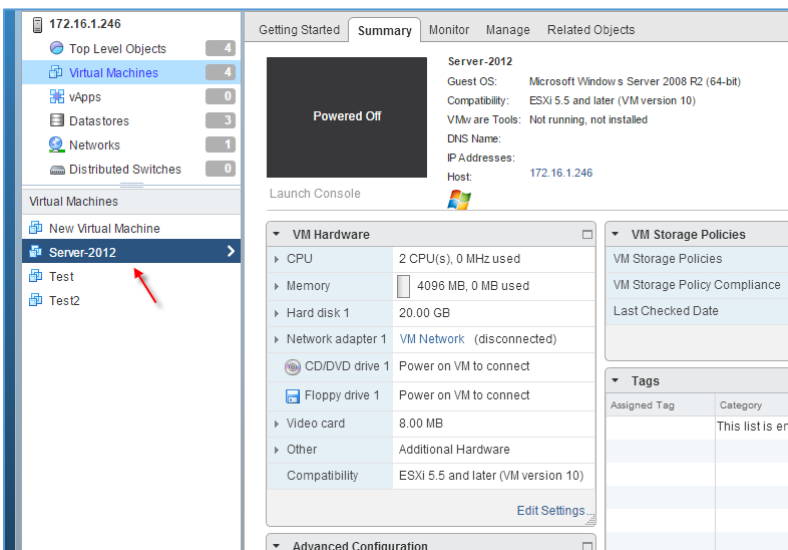 172.16.1.246
Top Level Objects 4
Virtual Machines 4
vApps 0
Datastores 3
Networks 1
Distributed Switches 0
Virtual Machines
New Virtual Machine
Server-2012
Test
Test2
Getting Started Summary Monitor Manage Related Objects
Powered Off
Launch Console
Server-2012
Guest OS: Microsoft Windows Server 2008 R2 (64-bit)
Compatibility: ESXi 5.5 and later (VM version 10)
VMware Tools: Not running, not installed
DNS Name:
IP Addresses:
Host: 172.16.1.246
VM Hardware
CPU 2 CPU(s), 0 MHz used
Memory 4096 MB, 0 MB used
Hard disk 1 20.00 GB
Network adapter 1 VM Network (disconnected)
CD/DVD drive 1 Power on VM to connect
Floppy drive 1 Power on VM to connect
Video card 8.00 MB
Other Additional Hardware
Compatibility ESXi 5.5 and later (VM version 10)
Edit Settings...
Advanced Configuration
VM Storage Policies
VM Storage Policies
VM Storage Policy Compliance
Last Checked Date
Tags
Assigned Tag Category
This list is